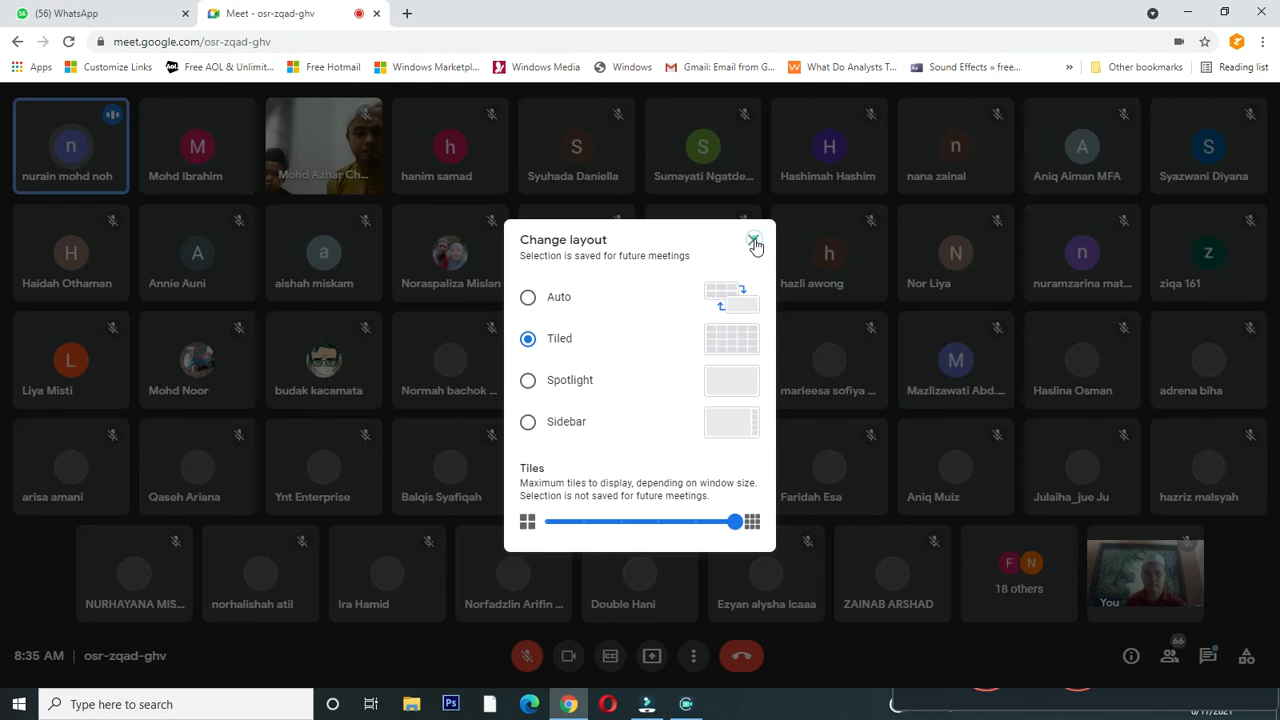 (56) WhatsApp
Meet - osr-zqad-ghv
meet.google.com/osr-zqad-ghv
Apps Customize Links Free AOL & Unlimit... Free Hotmail Windows Marketpl... Windows Media Windows Gmail: Email from G... What Do Analysts T... Sound Effects » free... » Other bookmarks Reading list
n M h S S H n A S
nurain mohd noh Mohd Ibrahim Mohd Azhar Ch... hanim samad Syuhada Daniella Sumayati Ngatde... Hashimah Hashim nana zainal Aniq Aiman MFA Syazwani Diyana
H A a h N n z
Haidah Othaman Annie Auni aishah miskam Noraspaliza Mislan hazli awong Nor Liya nuramzarina mat... ziqa 161
L M
Liya Misti Mohd Noor budak kacamata Normah bachok marleesa sofiya ... Mazlizawati Abd.... Haslina Osman adrena biha
arisa amani Qaseh Ariana Ynt Enterprise Balqis Syafiqah Faridah Esa Aniq Muiz Julaiha_jue Ju hazriz malsyah
F N
NURHAYANA MIS... norhalishah atil Ira Hamid Norfadzlin Arifin ... Double Hani Ezyan alysha lcaaa ZAINAB ARSHAD 18 others You
Change layout
Selection is saved for future meetings
Auto
Tiled
Spotlight
Sidebar
Tiles
Maximum tiles to display, depending on window size.
Selection is not saved for future meetings.
8:35 AM osr-zqad-ghv
CC
66
Type here to search
Ps